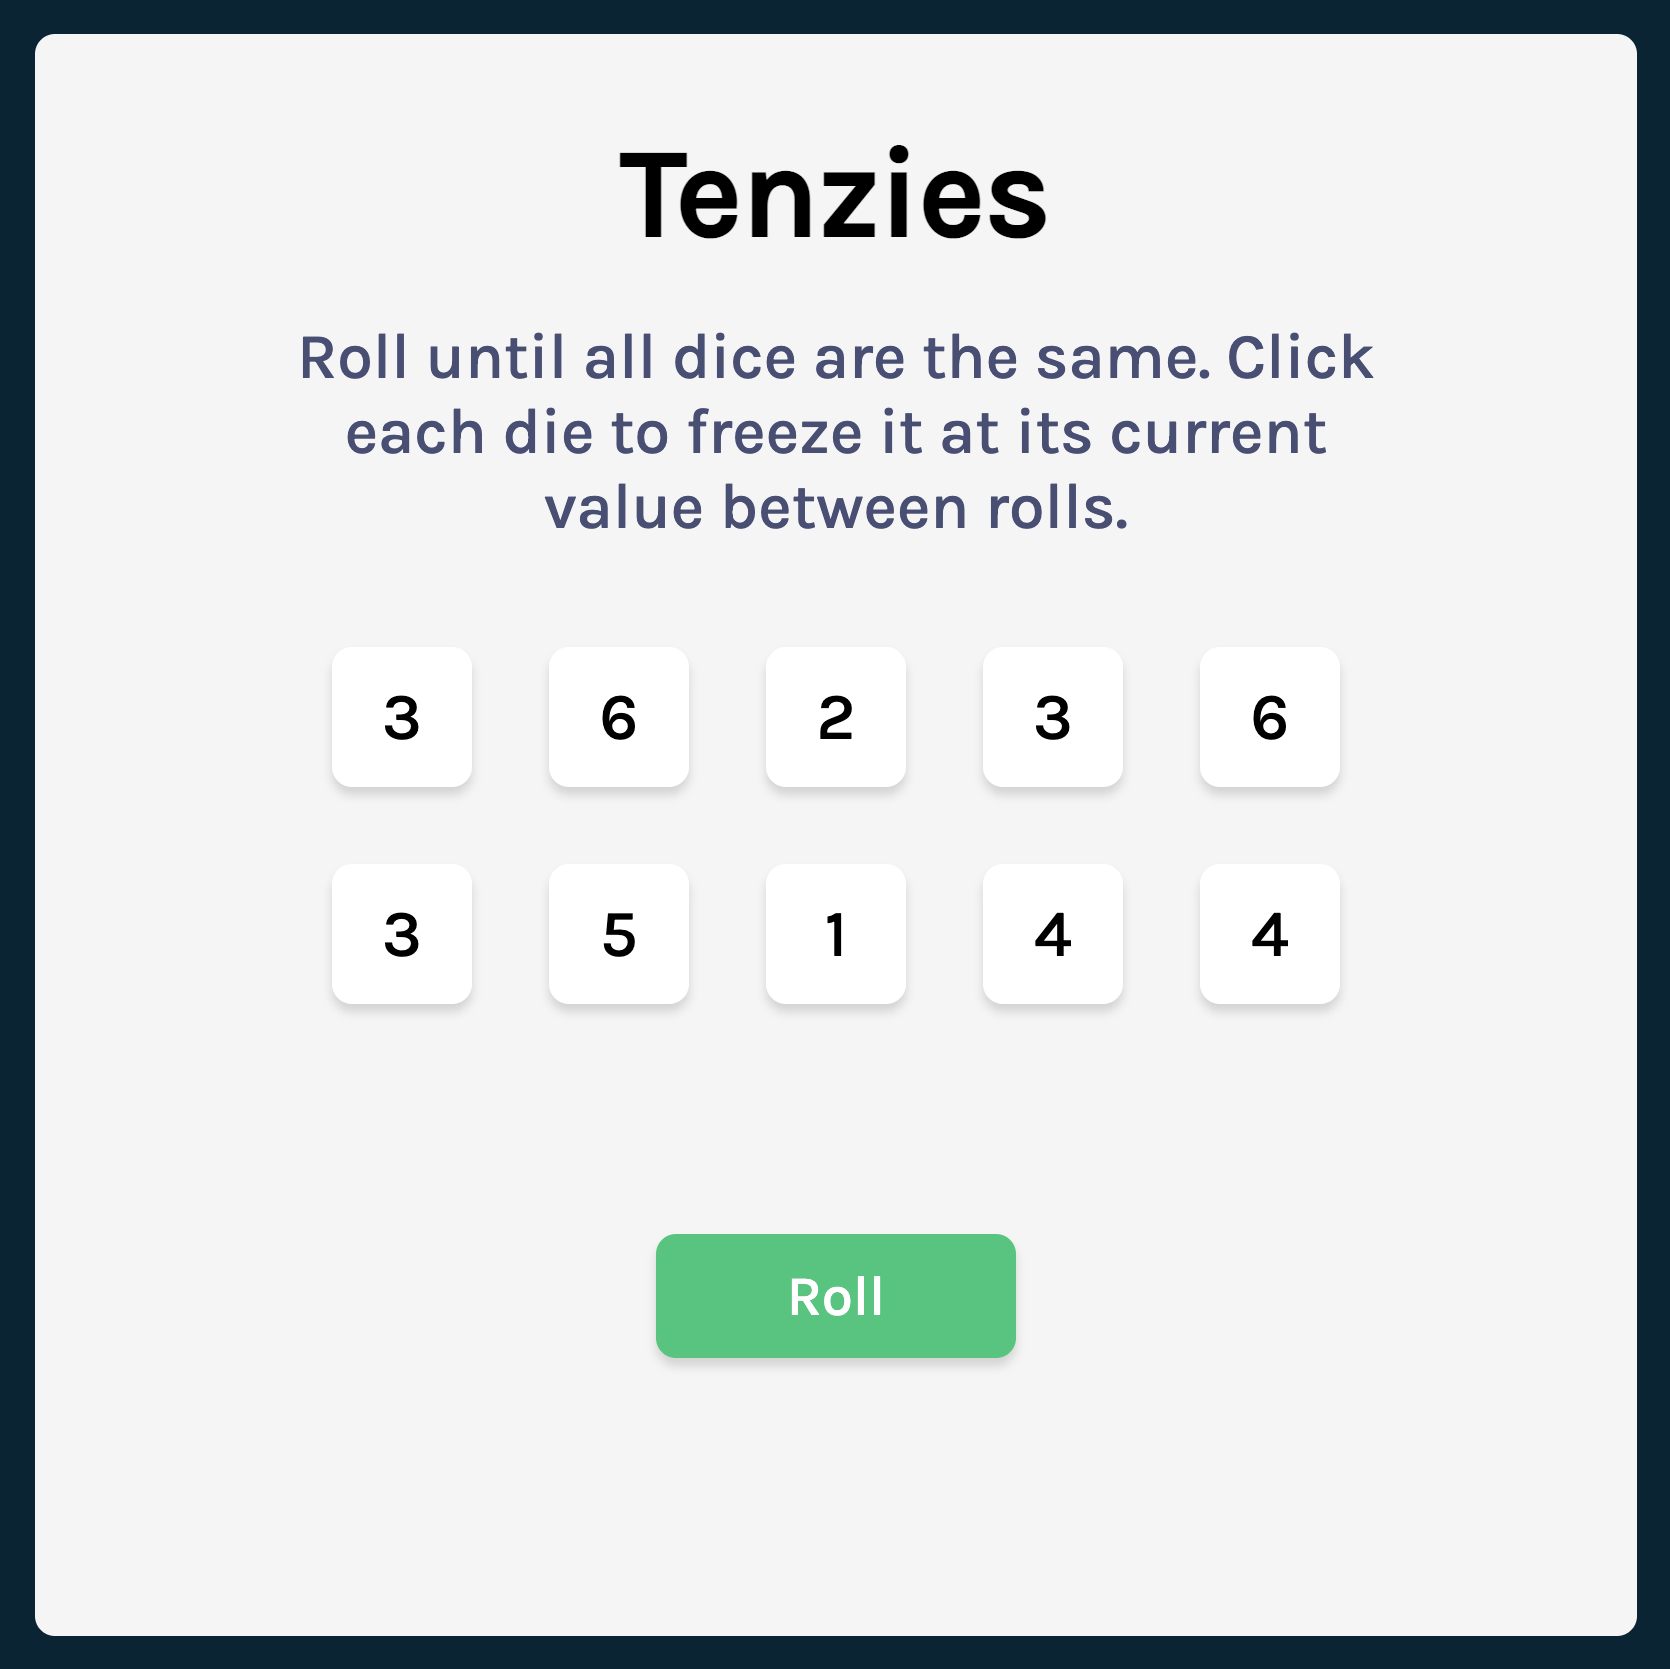 Tenzies
Roll until all dice are the same. Click
each die to freeze it at its current
value between rolls.
3 6 2 3 6
3 5 1 4 4
Roll